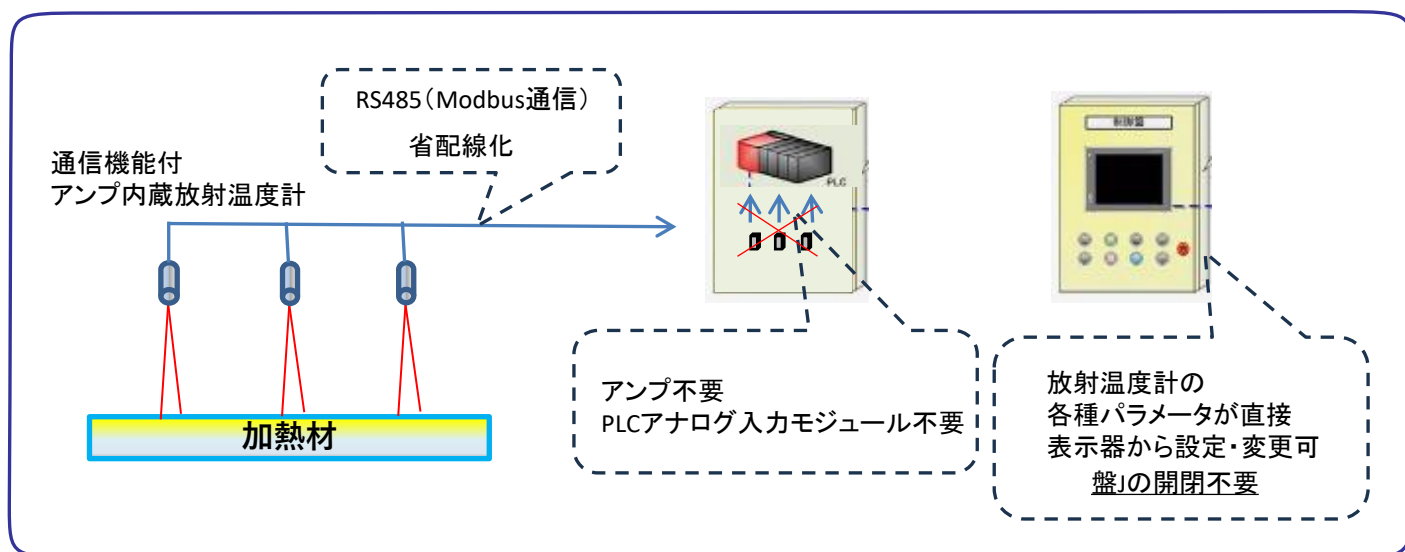 RS485(Modbus通信)
省配線化
通信機能付
アンプ内蔵放射温度計
制御盤
PLC
アンプ不要
PLCアナログ入力モジュール不要
放射温度計の
各種パラメータが直接
表示器から設定・変更可
盤Jの開閉不要
加熱材